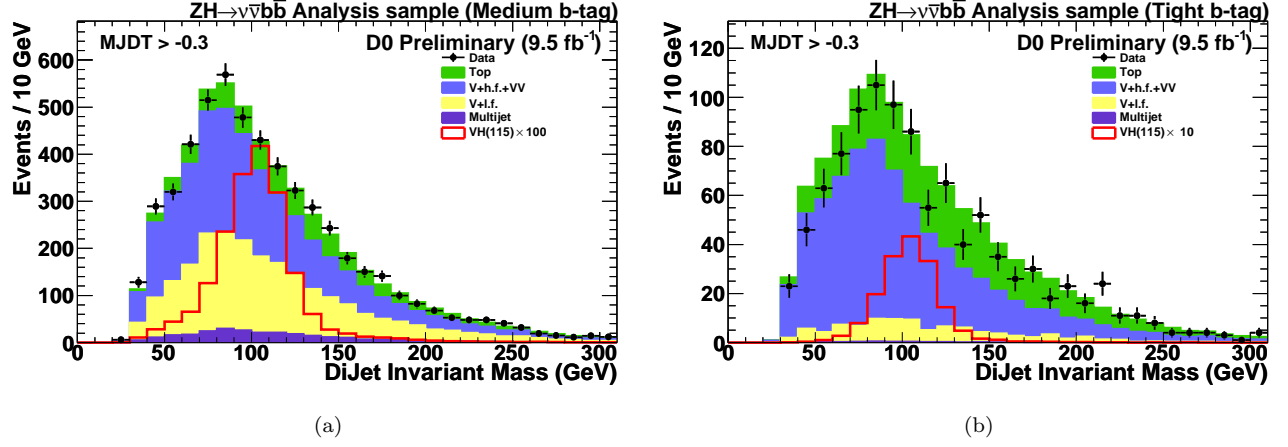 ZH→νν̄bb̄ Analysis sample (Medium b-tag)
MJDT > -0.3
D0 Preliminary (9.5 fb⁻¹)
Data
Top
V+h.f.+VV
V+l.f.
Multijet
VH(115) × 100
Events / 10 GeV
600
500
400
300
200
100
0
0 50 100 150 200 250 300
DiJet Invariant Mass (GeV)
(a)
ZH→νν̄bb̄ Analysis sample (Tight b-tag)
MJDT > -0.3
D0 Preliminary (9.5 fb⁻¹)
Data
Top
V+h.f.+VV
V+l.f.
Multijet
VH(115) × 10
Events / 10 GeV
120
100
80
60
40
20
0
0 50 100 150 200 250 300
DiJet Invariant Mass (GeV)
(b)